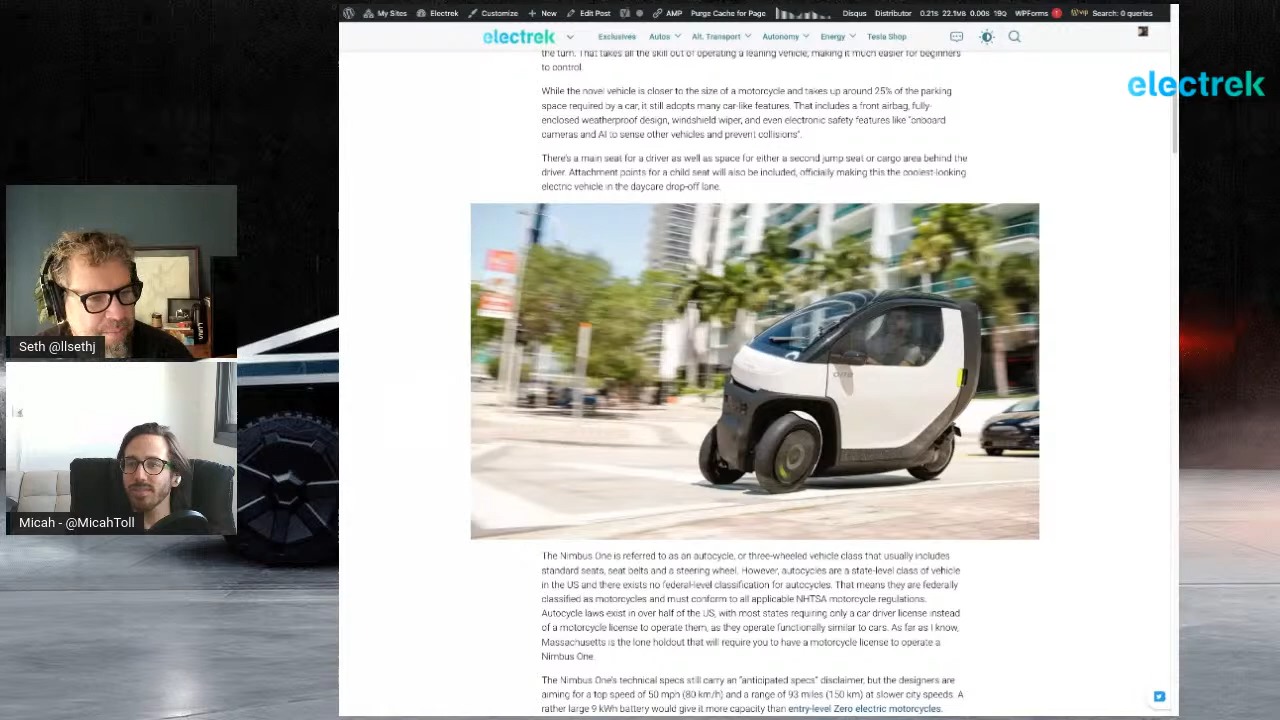 My Sites Electrek Customize New Edit Post AMP Purge Cache for Page Disqus Distributor 0.21S 22.1MB 0.00S 19Q WPForms Search: 0 queries
electrek Exclusives Autos Alt. Transport Autonomy Energy Tesla Shop
electrek
the turn. That takes all the skill out of operating a leaning vehicle, making it much easier for beginners
to control.
While the novel vehicle is closer to the size of a motorcycle and takes up around 25% of the parking
space required by a car, it still adopts many car-like features. That includes a front airbag, fully-
enclosed weatherproof design, windshield wiper, and even electronic safety features like "onboard
cameras and AI to sense other vehicles and prevent collisions".
There's a main seat for a driver as well as space for either a second jump seat or cargo area behind the
driver. Attachment points for a child seat will also be included, officially making this the coolest-looking
electric vehicle in the daycare drop-off lane.
Seth @llsethj
Micah - @MicahToll
The Nimbus One is referred to as an autocycle, or three-wheeled vehicle class that usually includes
standard seats, seat belts and a steering wheel. However, autocycles are a state-level class of vehicle
in the US and there exists no federal-level classification for autocycles. That means they are federally
classified as motorcycles and must conform to all applicable NHTSA motorcycle regulations.
Autocycle laws exist in over half of the US, with most states requiring only a car driver license instead
of a motorcycle license to operate them, as they operate functionally similar to cars. As far as I know,
Massachusetts is the lone holdout that will require you to have a motorcycle license to operate a
Nimbus One.
The Nimbus One's technical specs still carry an "anticipated specs" disclaimer, but the designers are
aiming for a top speed of 50 mph (80 km/h) and a range of 93 miles (150 km) at slower city speeds. A
rather large 9 kWh battery would give it more capacity than entry-level Zero electric motorcycles.